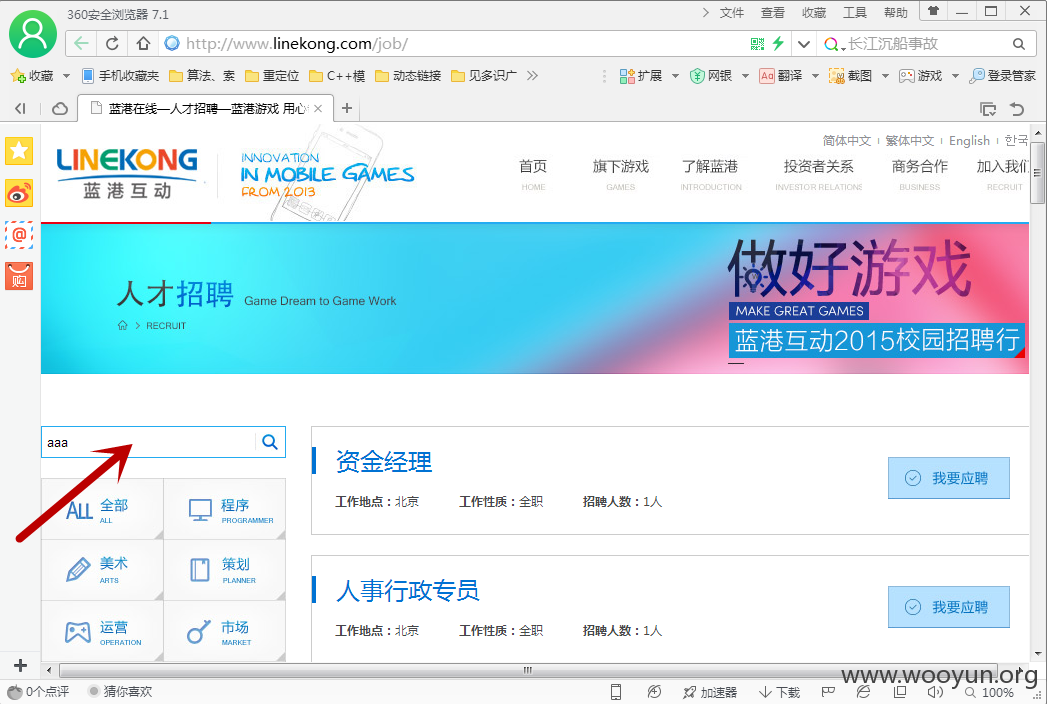 360安全浏览器 7.1
文件 查看 收藏 工具 帮助
http://www.linekong.com/job/
长江沉船事故
收藏 手机收藏夹 算法、索 重定位 C++模 动态链接 见多识广 扩展 网银 Aa 翻译 截图 游戏 登录管家
蓝港在线—人才招聘—蓝港游戏 用心
简体中文 繁体中文 English 한국
LINEKONG
蓝港互动
INNOVATION
IN MOBILE GAMES
FROM 2013
首页 旗下游戏 了解蓝港 投资者关系 商务合作 加入我们
HOME GAMES INTRODUCTION INVESTOR RELATIONE BUSINESS RECRUIT
@
购
人才招聘 Game Dream to Game Work
RECRUIT
做好游戏
MAKE GREAT GAMES
蓝港互动2015校园招聘行
aaa
ALL 全部
ALL
程序
PROGRAMMER
美术
ARTS
策划
PLANNER
运营
OPERATION
市场
MARKET
资金经理
工作地点：北京 工作性质：全职 招聘人数：1人
我要应聘
人事行政专员
工作地点：北京 工作性质：全职 招聘人数：1人
我要应聘
www.wooyun.org
0个点评 猜你喜欢 加速器 下载 100%